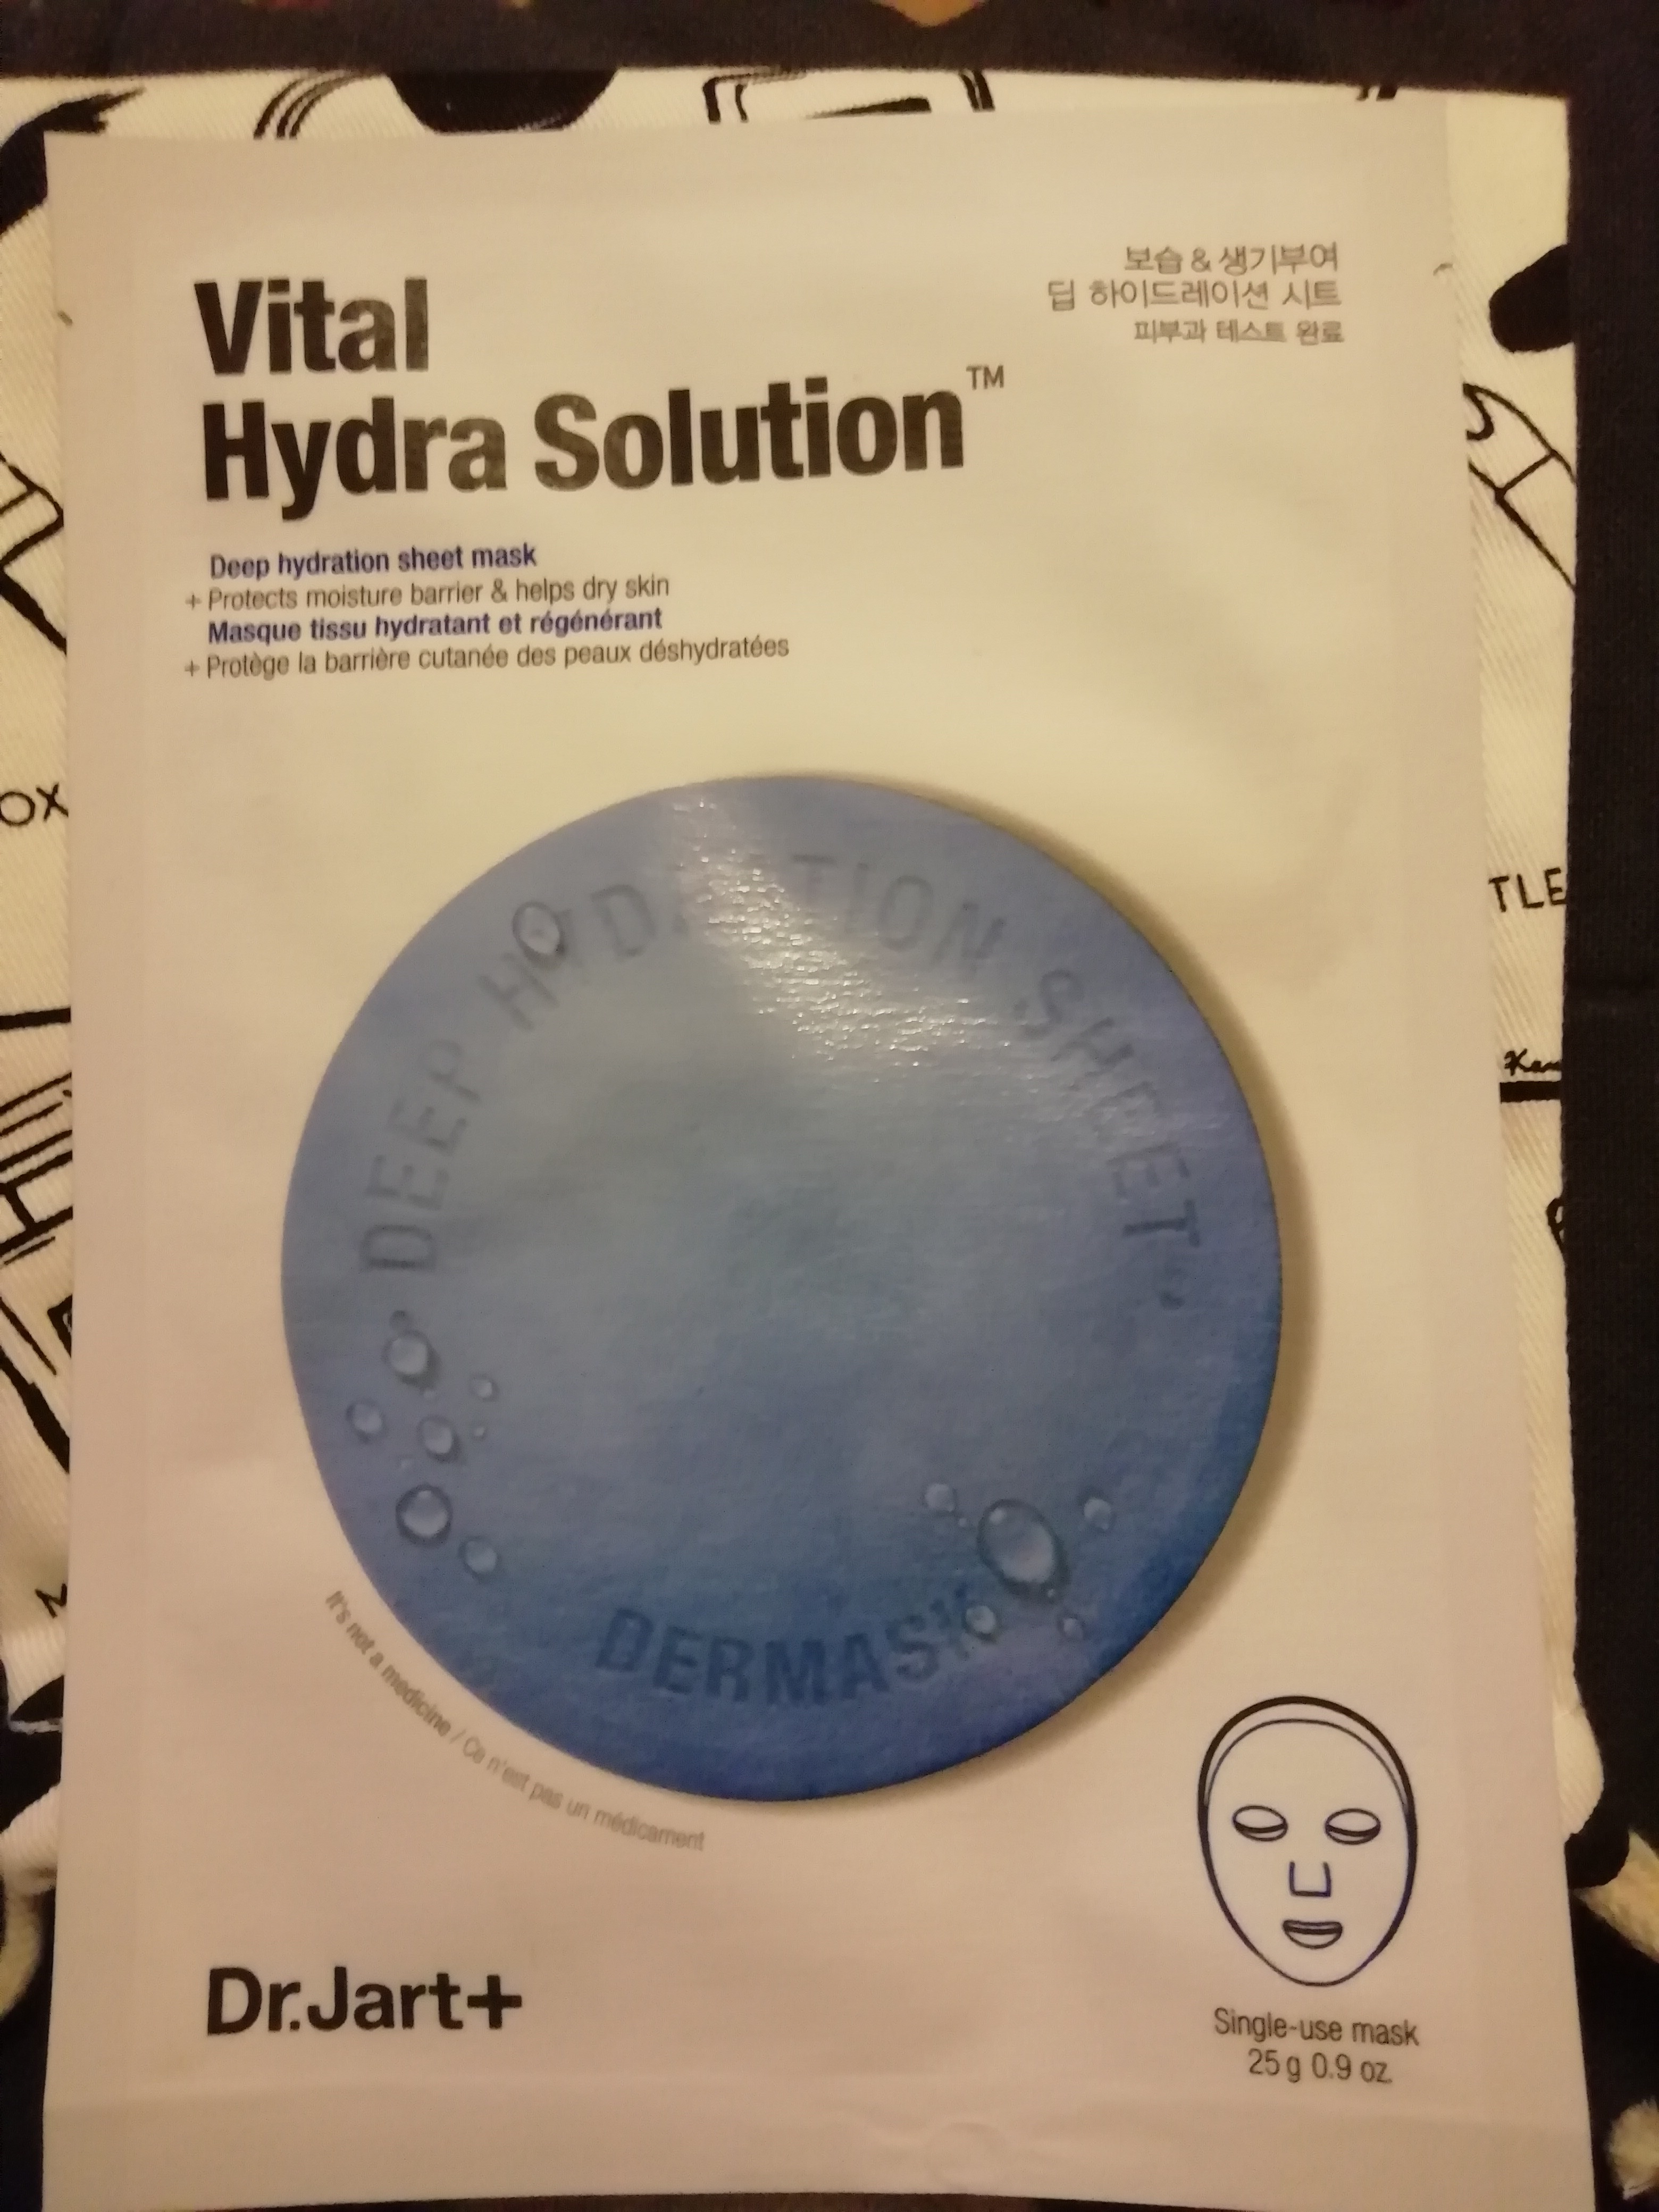 Vital
Hydra Solution™
보습 & 생기부여
딥 하이드레이션 시트
피부과 테스트 완료
Deep hydration sheet mask
+ Protects moisture barrier & helps dry skin
Masque tissu hydratant et régénérant
+ Protège la barrière cutanée des peaux déshydratées
OX
TLE
DEEP HYDRATION SHEET
DERMASK
It's not a medicine / Ce n'est pas un médicament
Dr.Jart+
Single-use mask
25 g 0.9 oz.